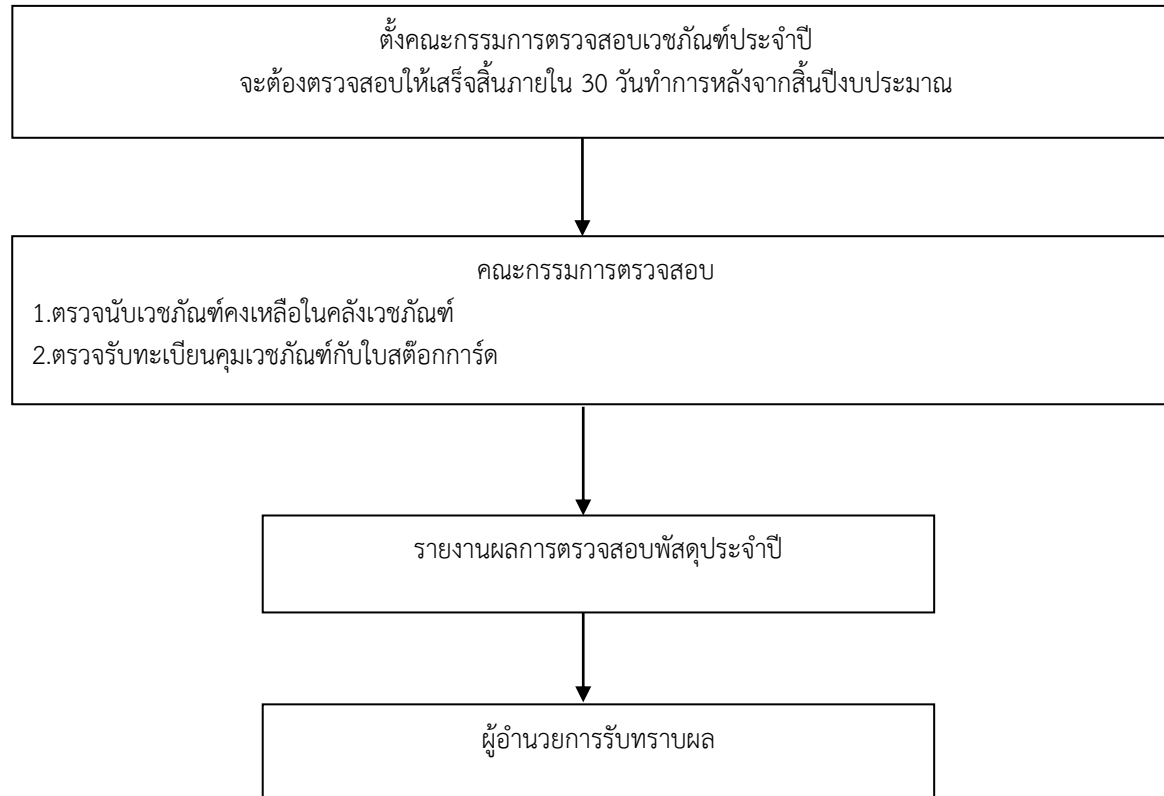 ตั้งคณะกรรมการตรวจสอบเวชภัณฑ์ประจำปี
จะต้องตรวจสอบให้เสร็จสิ้นภายใน 30 วันทำการหลังจากสิ้นปีงบประมาณ
คณะกรรมการตรวจสอบ
1.ตรวจนับเวชภัณฑ์คงเหลือในคลังเวชภัณฑ์
2.ตรวจรับทะเบียนคุมเวชภัณฑ์กับใบสต๊อกการ์ด
รายงานผลการตรวจสอบพัสดุประจำปี
ผู้อำนวยการรับทราบผล